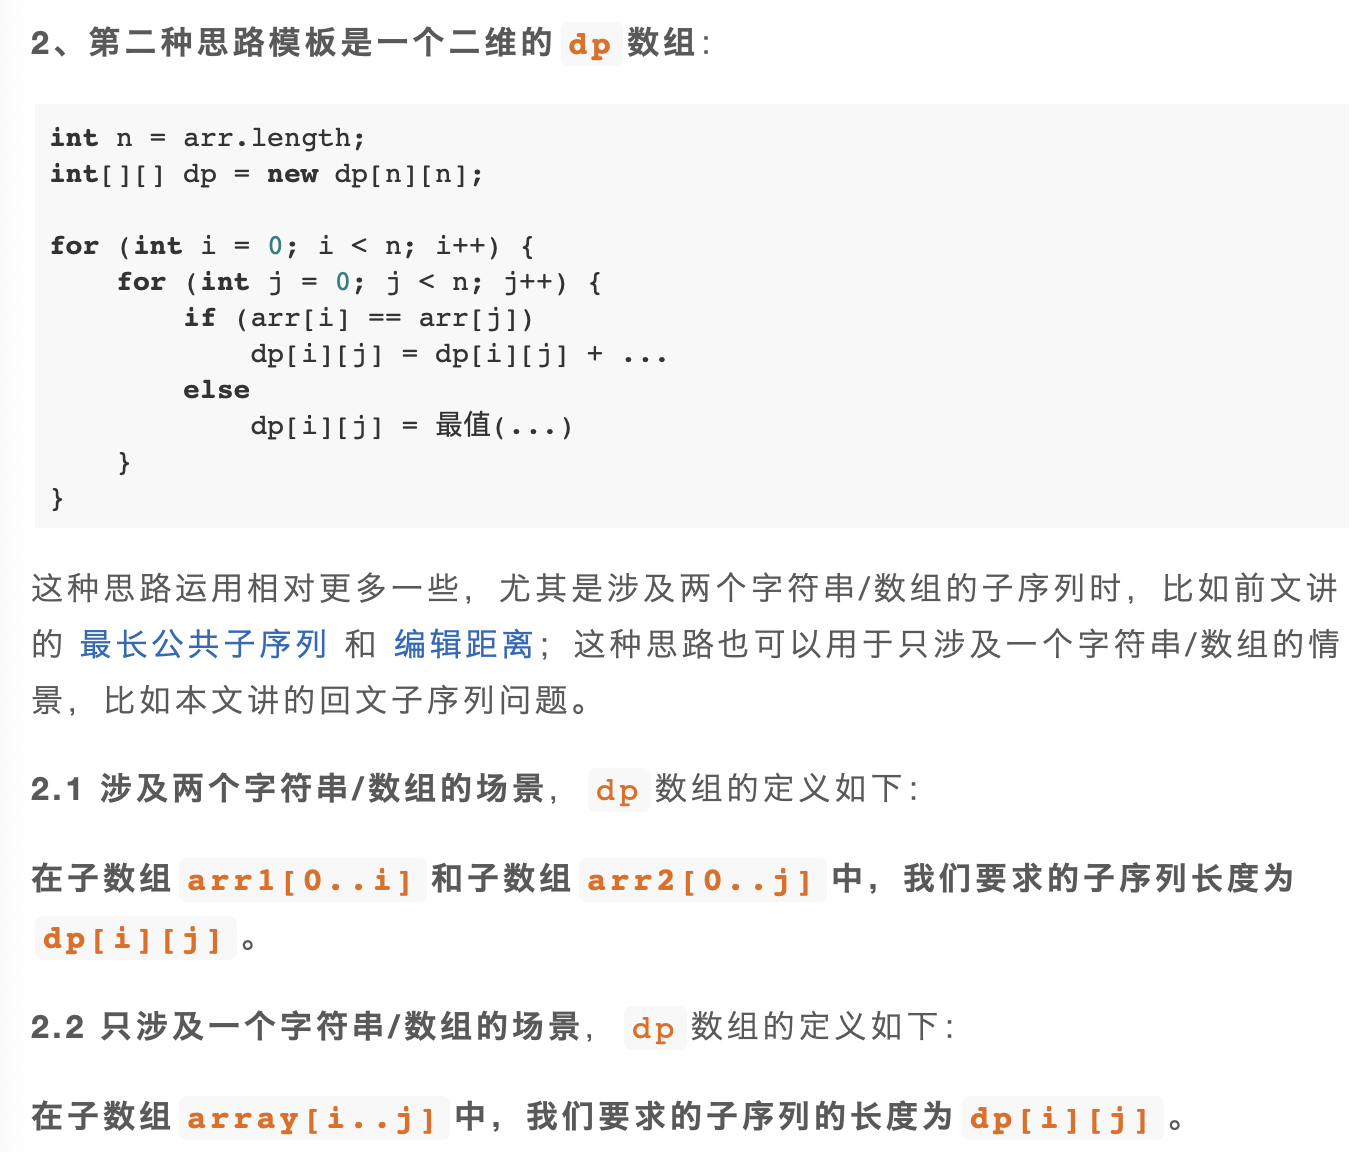 2、第二种思路模板是一个二维的 dp 数组:
int n = arr.length;
int[][] dp = new dp[n][n];
for (int i = 0; i < n; i++) {
    for (int j = 0; j < n; j++) {
        if (arr[i] == arr[j])
            dp[i][j] = dp[i][j] + ...
        else
            dp[i][j] = 最值(...)
    }
}
这种思路运用相对更多一些，尤其是涉及两个字符串/数组的子序列时，比如前文讲
的 最长公共子序列 和 编辑距离；这种思路也可以用于只涉及一个字符串/数组的情
景，比如本文讲的回文子序列问题。
2.1 涉及两个字符串/数组的场景， dp 数组的定义如下：
在子数组 arr1[0..i] 和子数组 arr2[0..j] 中，我们要求的子序列长度为
dp[i][j] 。
2.2 只涉及一个字符串/数组的场景， dp 数组的定义如下：
在子数组 array[i..j] 中，我们要求的子序列的长度为 dp[i][j] 。